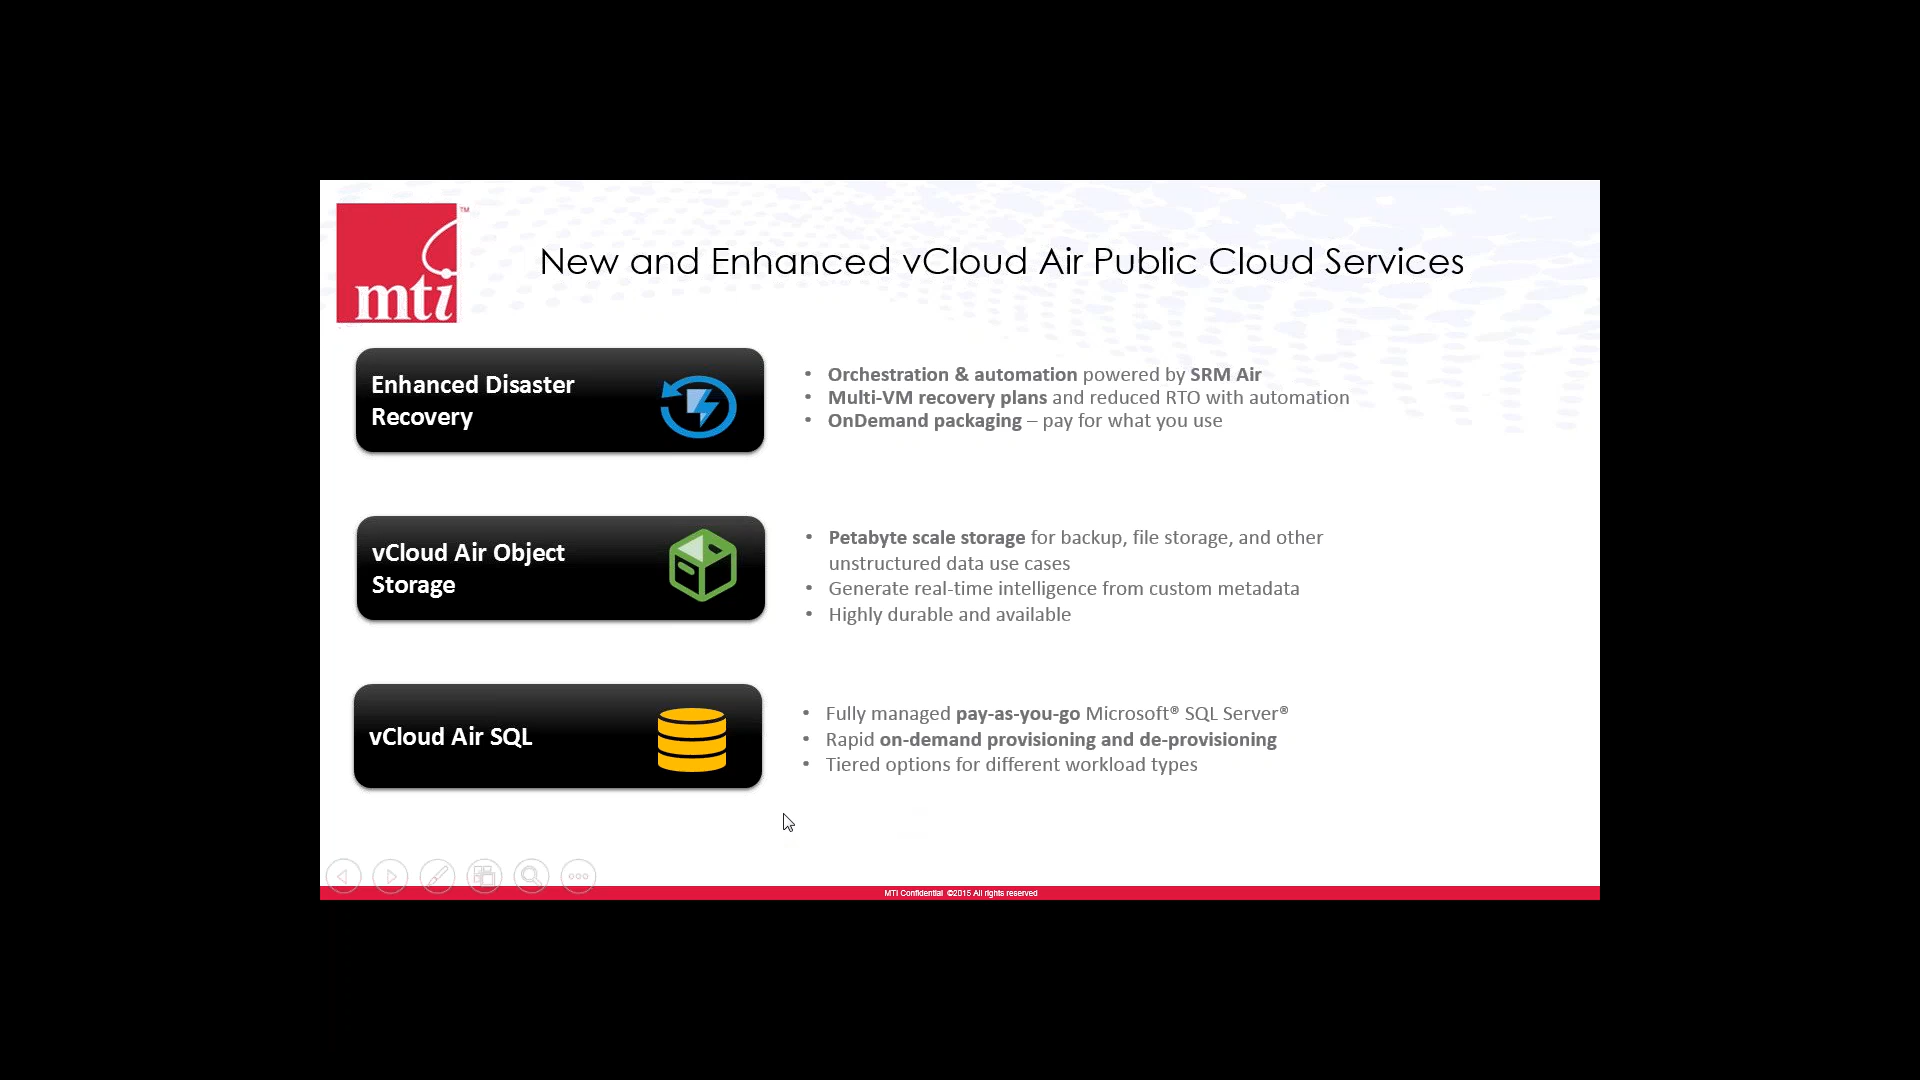 mti
TM
New and Enhanced vCloud Air Public Cloud Services
Enhanced Disaster
Recovery
• Orchestration & automation powered by SRM Air
• Multi-VM recovery plans and reduced RTO with automation
• OnDemand packaging – pay for what you use
vCloud Air Object
Storage
• Petabyte scale storage for backup, file storage, and other
unstructured data use cases
• Generate real-time intelligence from custom metadata
• Highly durable and available
vCloud Air SQL
• Fully managed pay-as-you-go Microsoft® SQL Server®
• Rapid on-demand provisioning and de-provisioning
• Tiered options for different workload types
MTI Confidential ©2015 All rights reserved